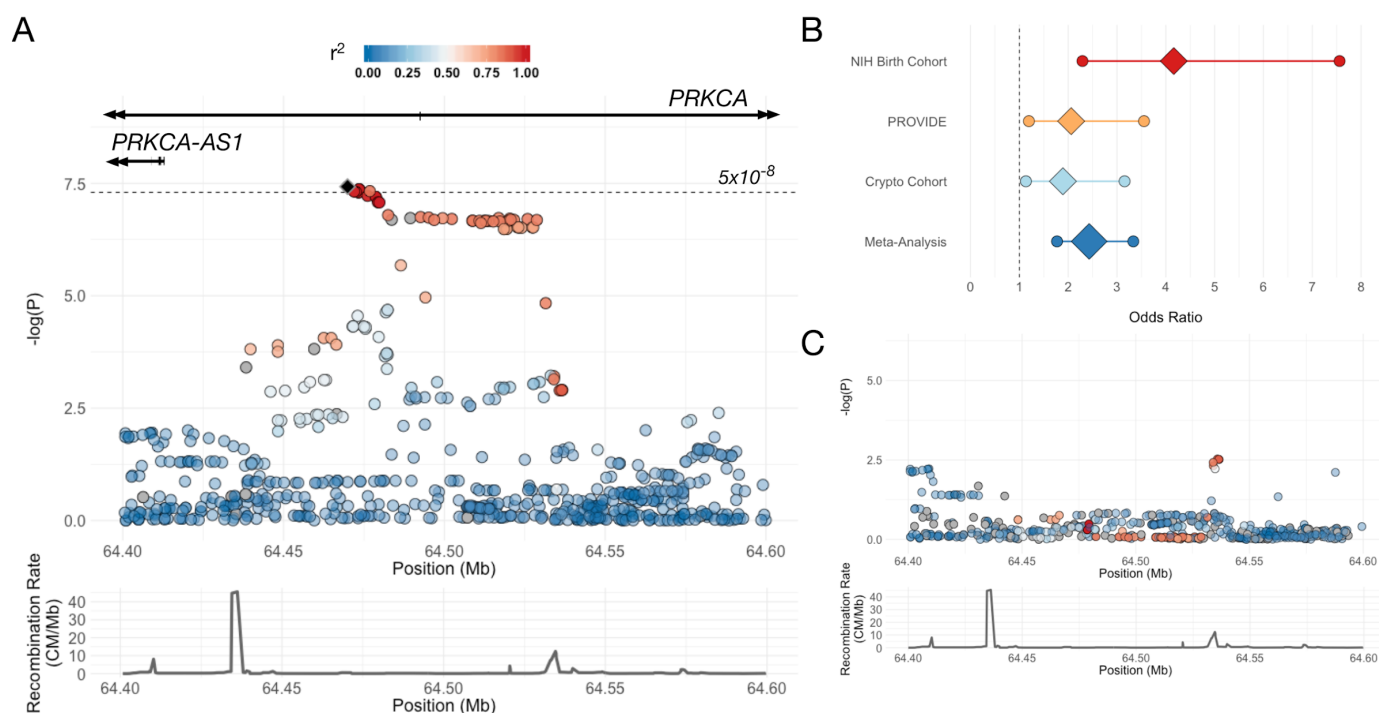 A
r2
0.00 0.25 0.50 0.75 1.00
PRKCA
PRKCA-AS1
5x10-8
7.5
5.0
2.5
0.0
-log(P)
64.40 64.45 64.50 64.55 64.60
Position (Mb)
Recombination Rate
(CM/Mb)
40
30
20
10
0
64.40 64.45 64.50 64.55 64.60
Position (Mb)
B
NIH Birth Cohort
PROVIDE
Crypto Cohort
Meta-Analysis
0 1 2 3 4 5 6 7 8
Odds Ratio
C
-log(P)
5.0
2.5
0.0
64.40 64.45 64.50 64.55 64.60
Position (Mb)
Recombination Rate
(CM/Mb)
40
30
20
10
0
64.40 64.45 64.50 64.55 64.60
Position (Mb)